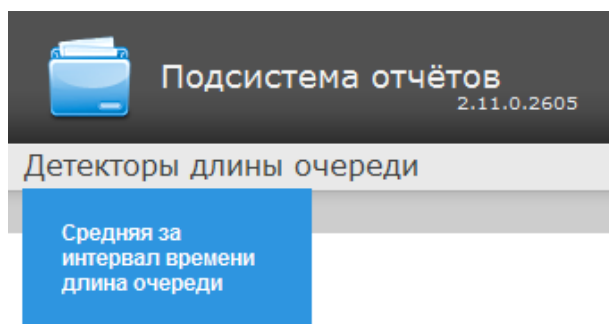 Подсистема отчётов
2.11.0.2605
Детекторы длины очереди
Средняя за
интервал времени
длина очереди